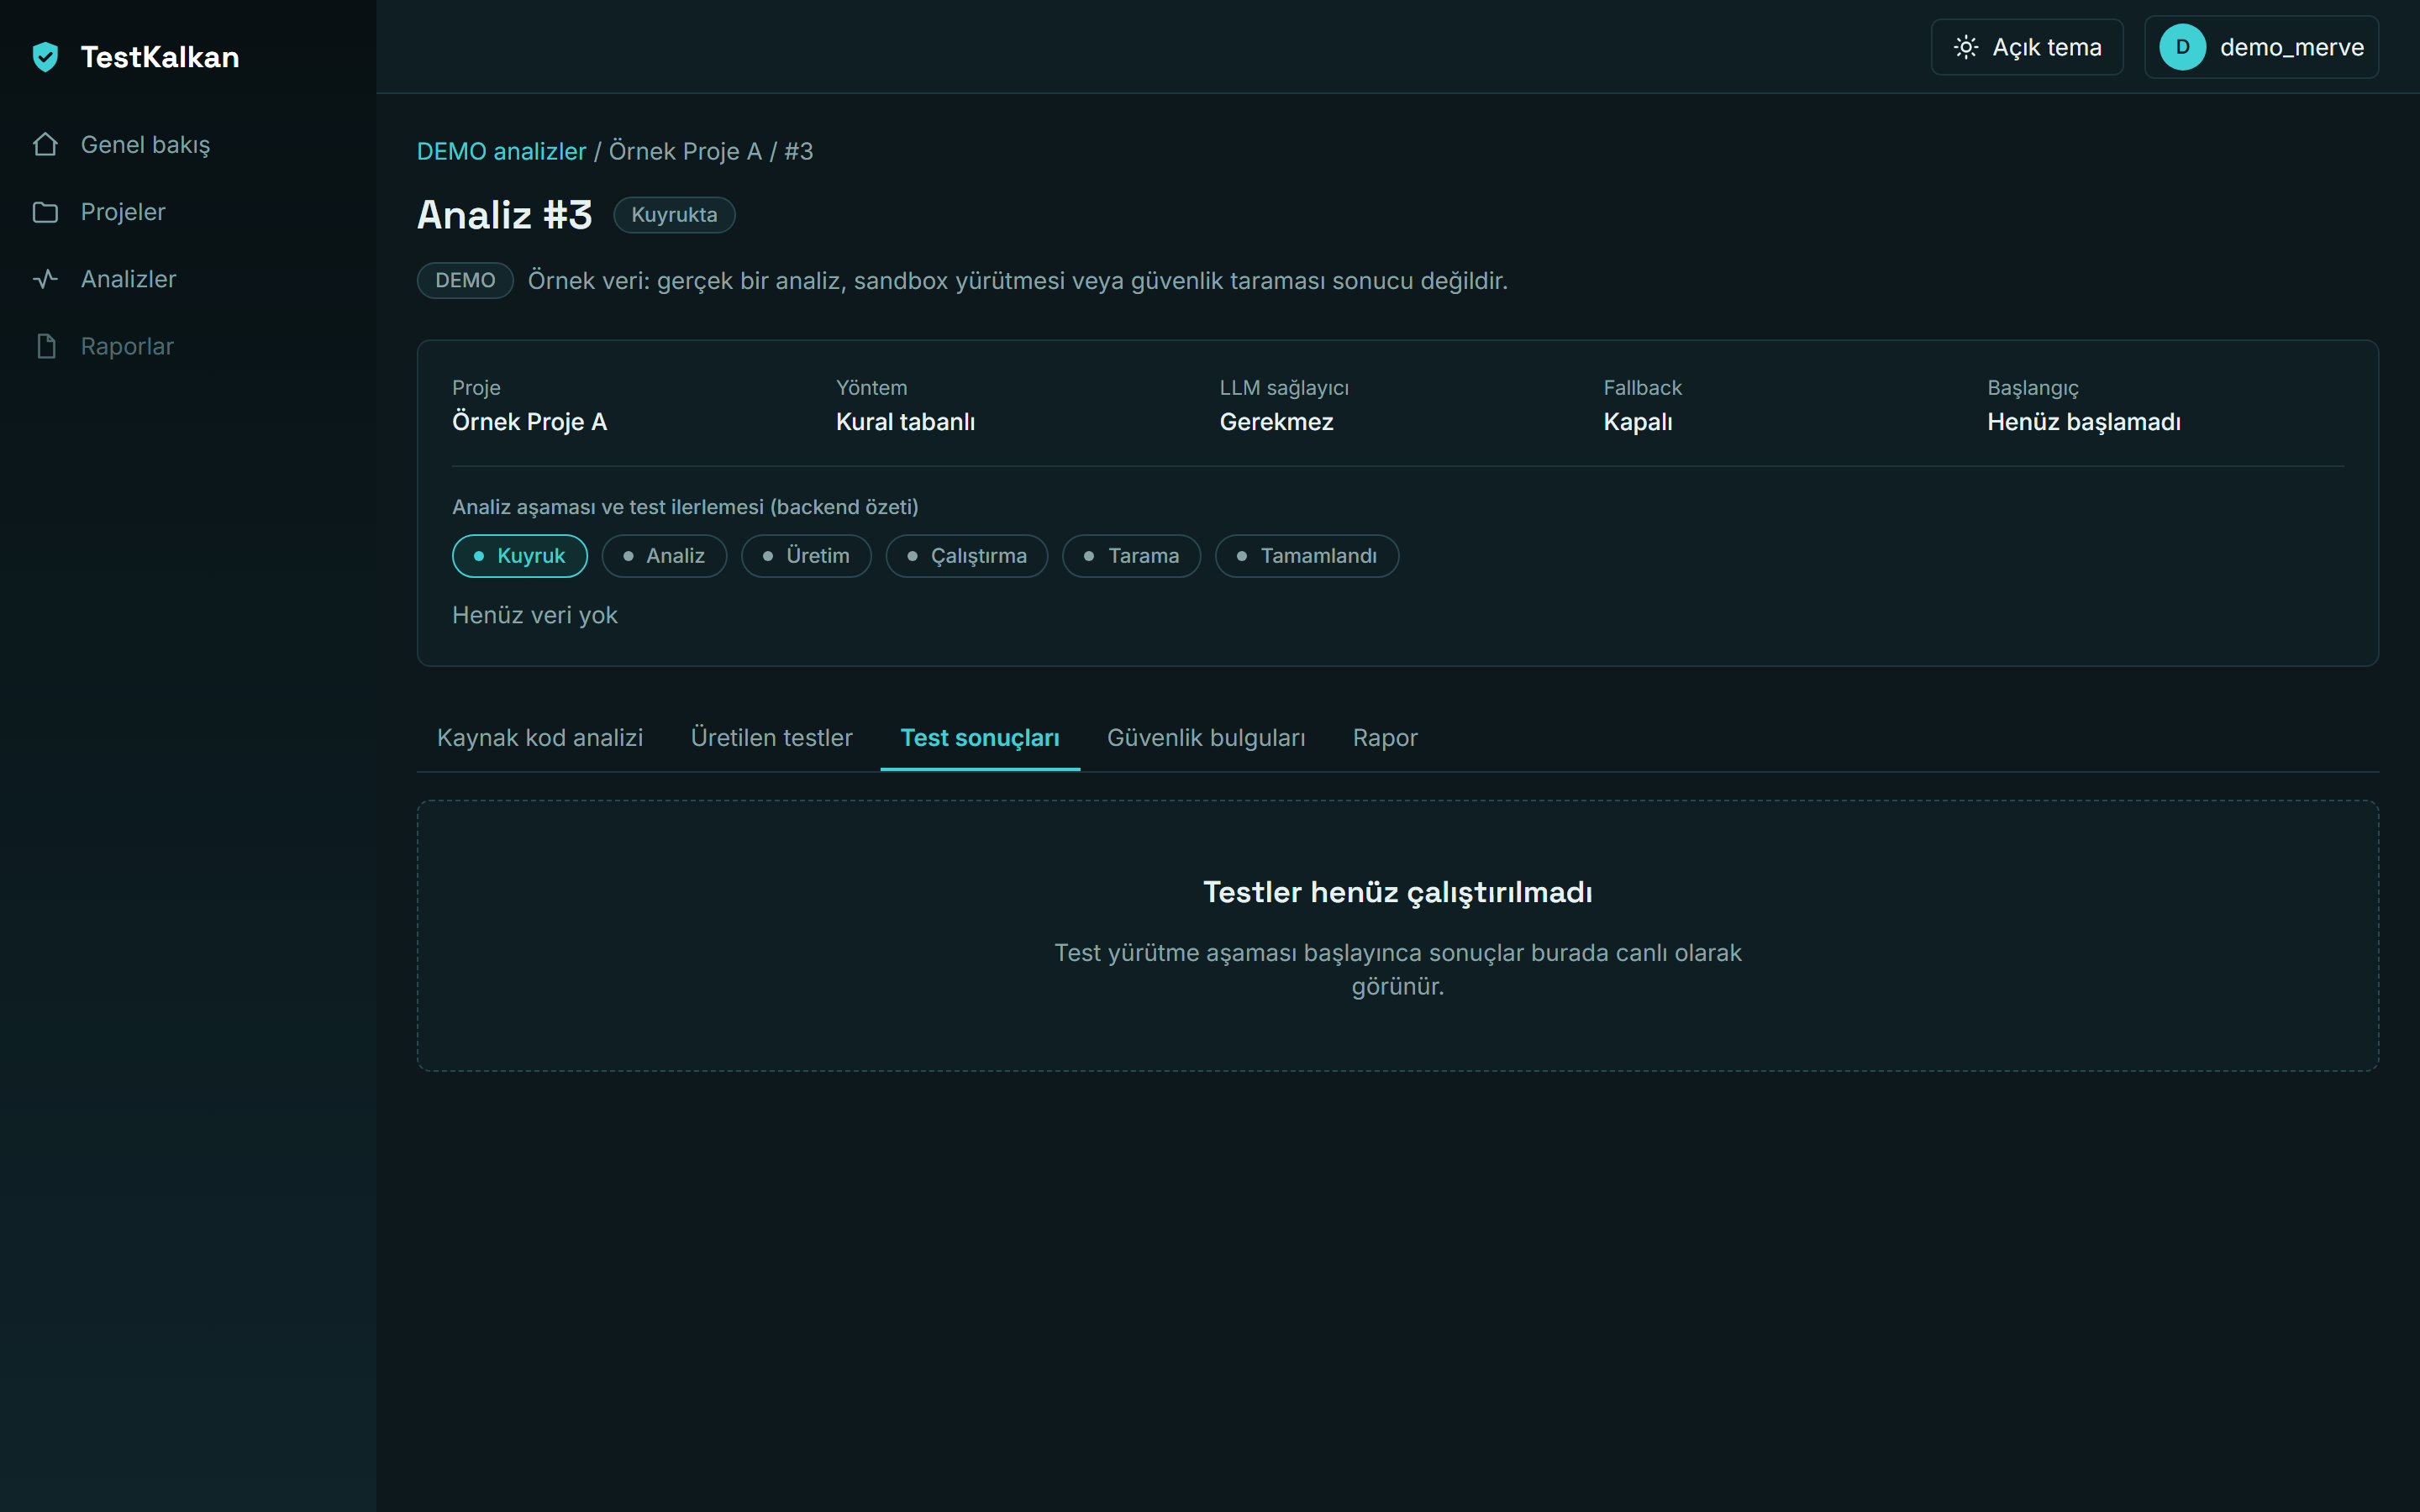 TestKalkan
Açık tema
D
demo_merve
Genel bakış
Projeler
Analizler
Raporlar
DEMO analizler / Örnek Proje A / #3
Analiz #3
Kuyrukta
DEMO
Örnek veri: gerçek bir analiz, sandbox yürütmesi veya güvenlik taraması sonucu değildir.
Proje
Örnek Proje A
Yöntem
Kural tabanlı
LLM sağlayıcı
Gerekmez
Fallback
Kapalı
Başlangıç
Henüz başlamadı
Analiz aşaması ve test ilerlemesi (backend özeti)
Kuyruk
Analiz
Üretim
Çalıştırma
Tarama
Tamamlandı
Henüz veri yok
Kaynak kod analizi
Üretilen testler
Test sonuçları
Güvenlik bulguları
Rapor
Testler henüz çalıştırılmadı
Test yürütme aşaması başlayınca sonuçlar burada canlı olarak
görünür.